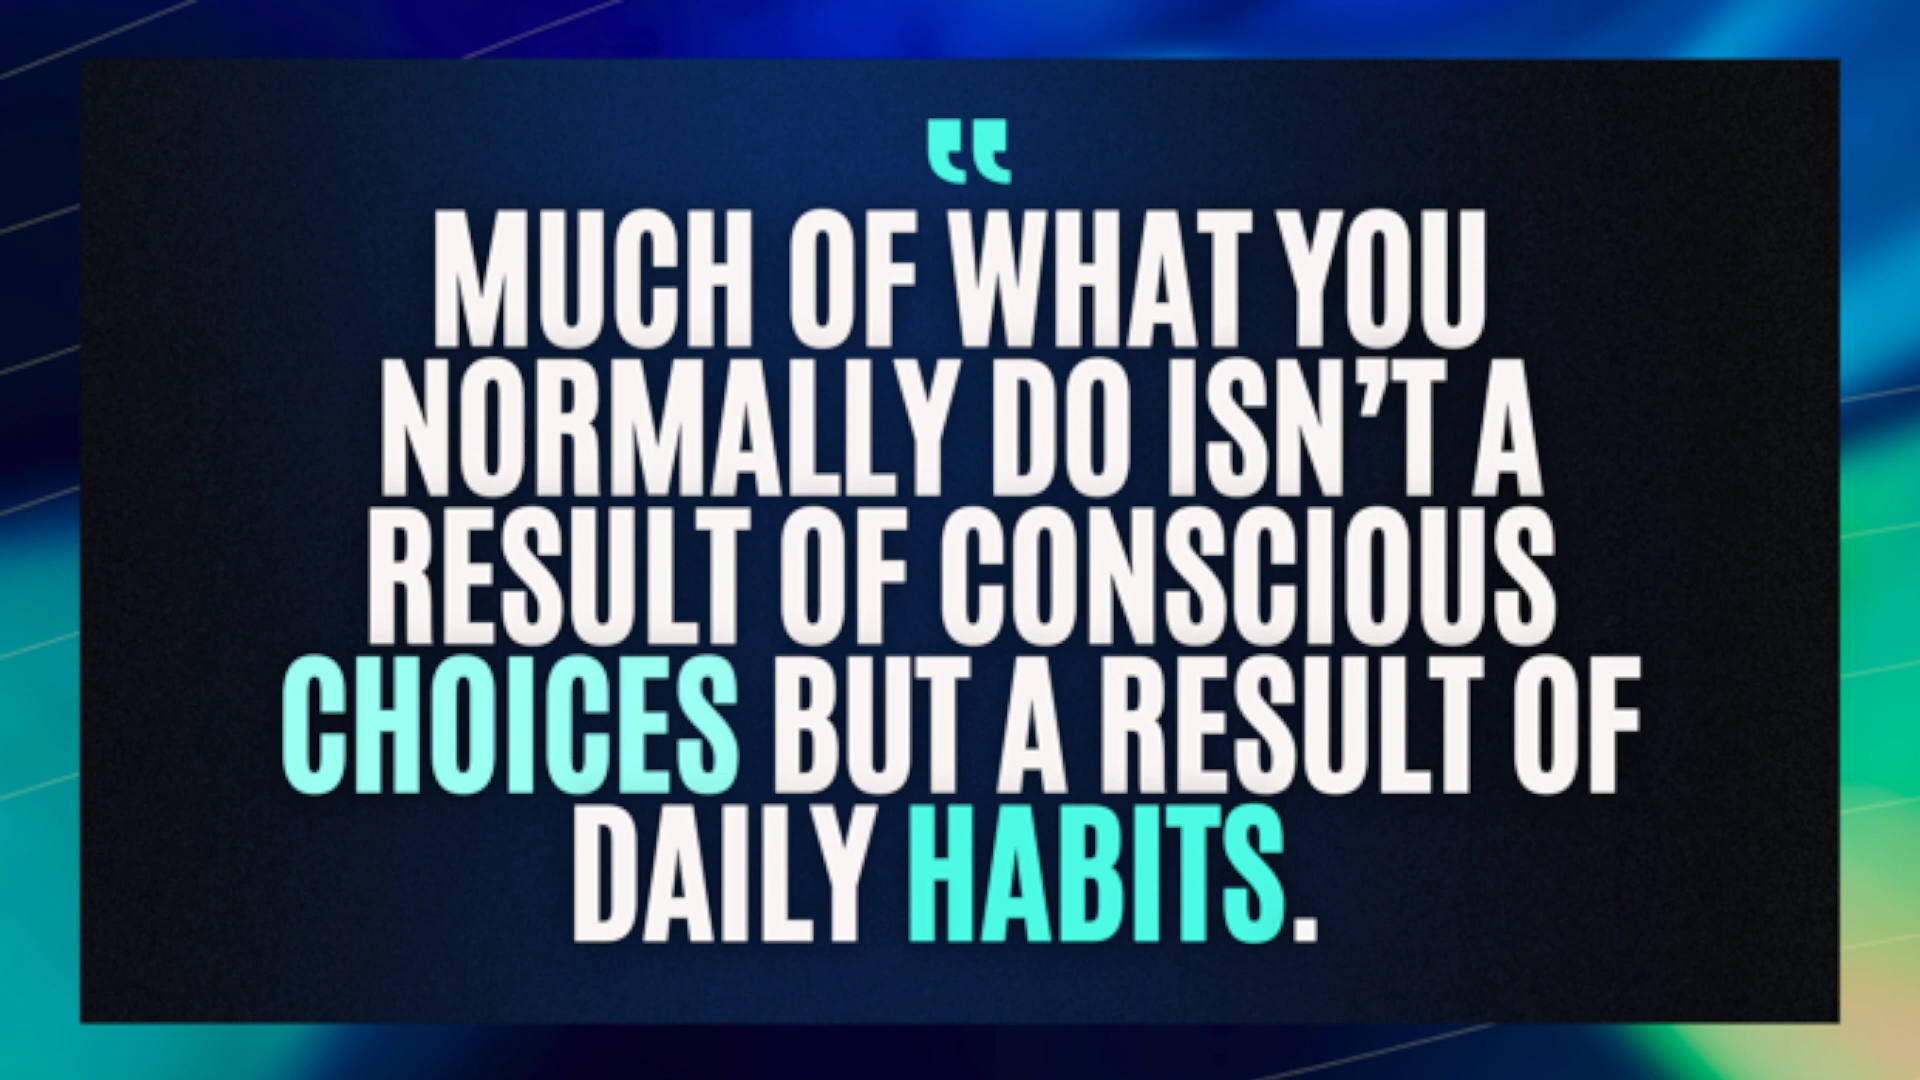 “
MUCH OF WHAT YOU
NORMALLY DO ISN’T A
RESULT OF CONSCIOUS
CHOICES BUT A RESULT OF
DAILY HABITS.